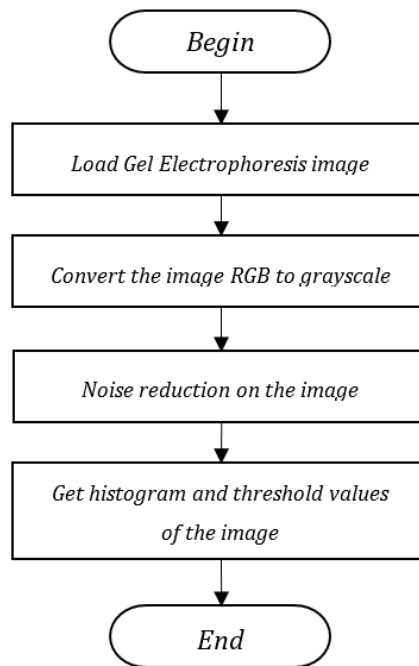 Begin
Load Gel Electrophoresis image
Convert the image RGB to grayscale
Noise reduction on the image
Get histogram and threshold values
of the image
End